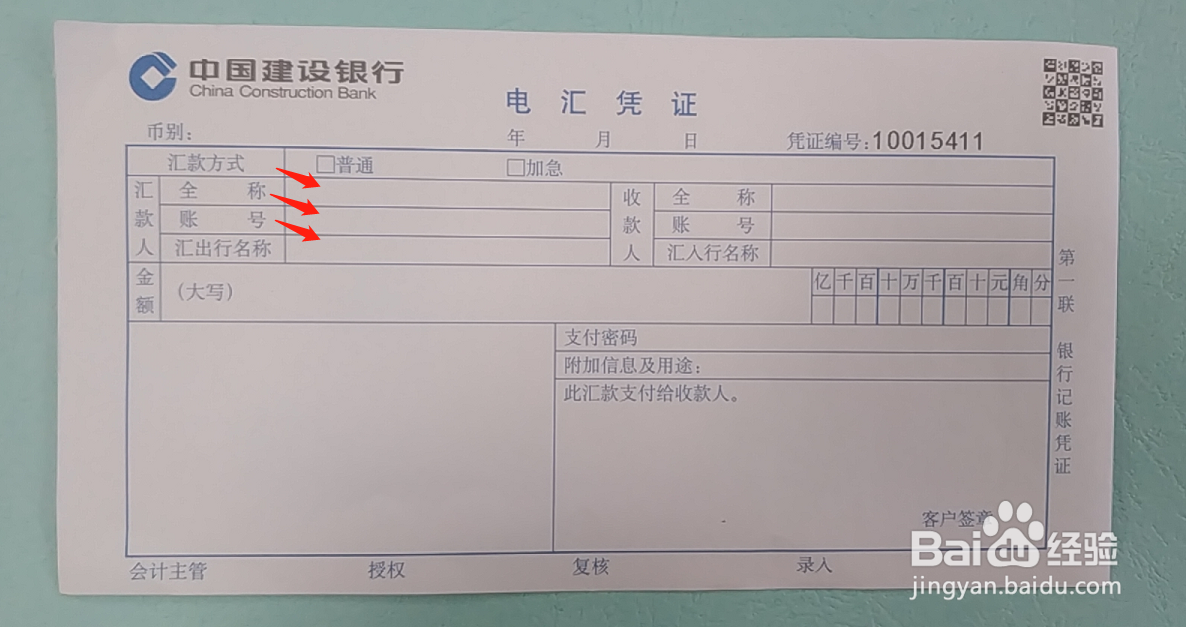 中国建设银行
China Construction Bank
电汇凭证
币别：
年 月 日
凭证编号:10015411
汇款方式 □普通 □加急
汇款人 全称 收款人 全称
账号 账号
汇出行名称 汇入行名称
金额 （大写） 亿千百十万千百十元角分
支付密码
附加信息及用途：
此汇款支付给收款人。
客户签章
会计主管 授权 复核 录入
第一联 银行记账凭证
Bai du 经验
jingyan.baidu.com